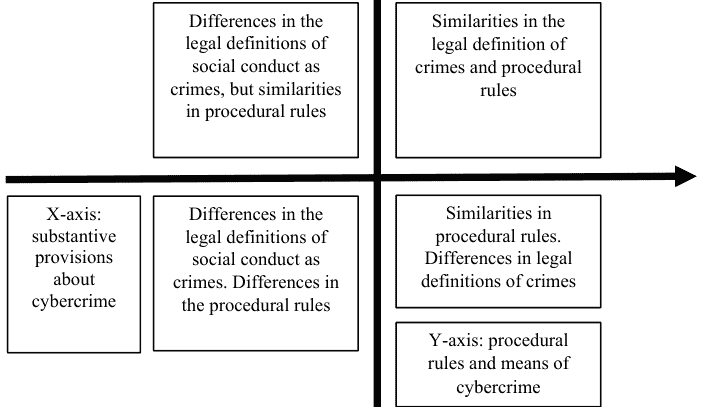 Differences in the
legal definitions of
social conduct as
crimes, but similarities
in procedural rules
Similarities in the
legal definition of
crimes and procedural
rules
X-axis:
substantive
provisions
about
cybercrime
Differences in the
legal definitions of
social conduct as
crimes. Differences in
the procedural rules
Similarities in
procedural rules.
Differences in legal
definitions of crimes
Y-axis: procedural
rules and means of
cybercrime